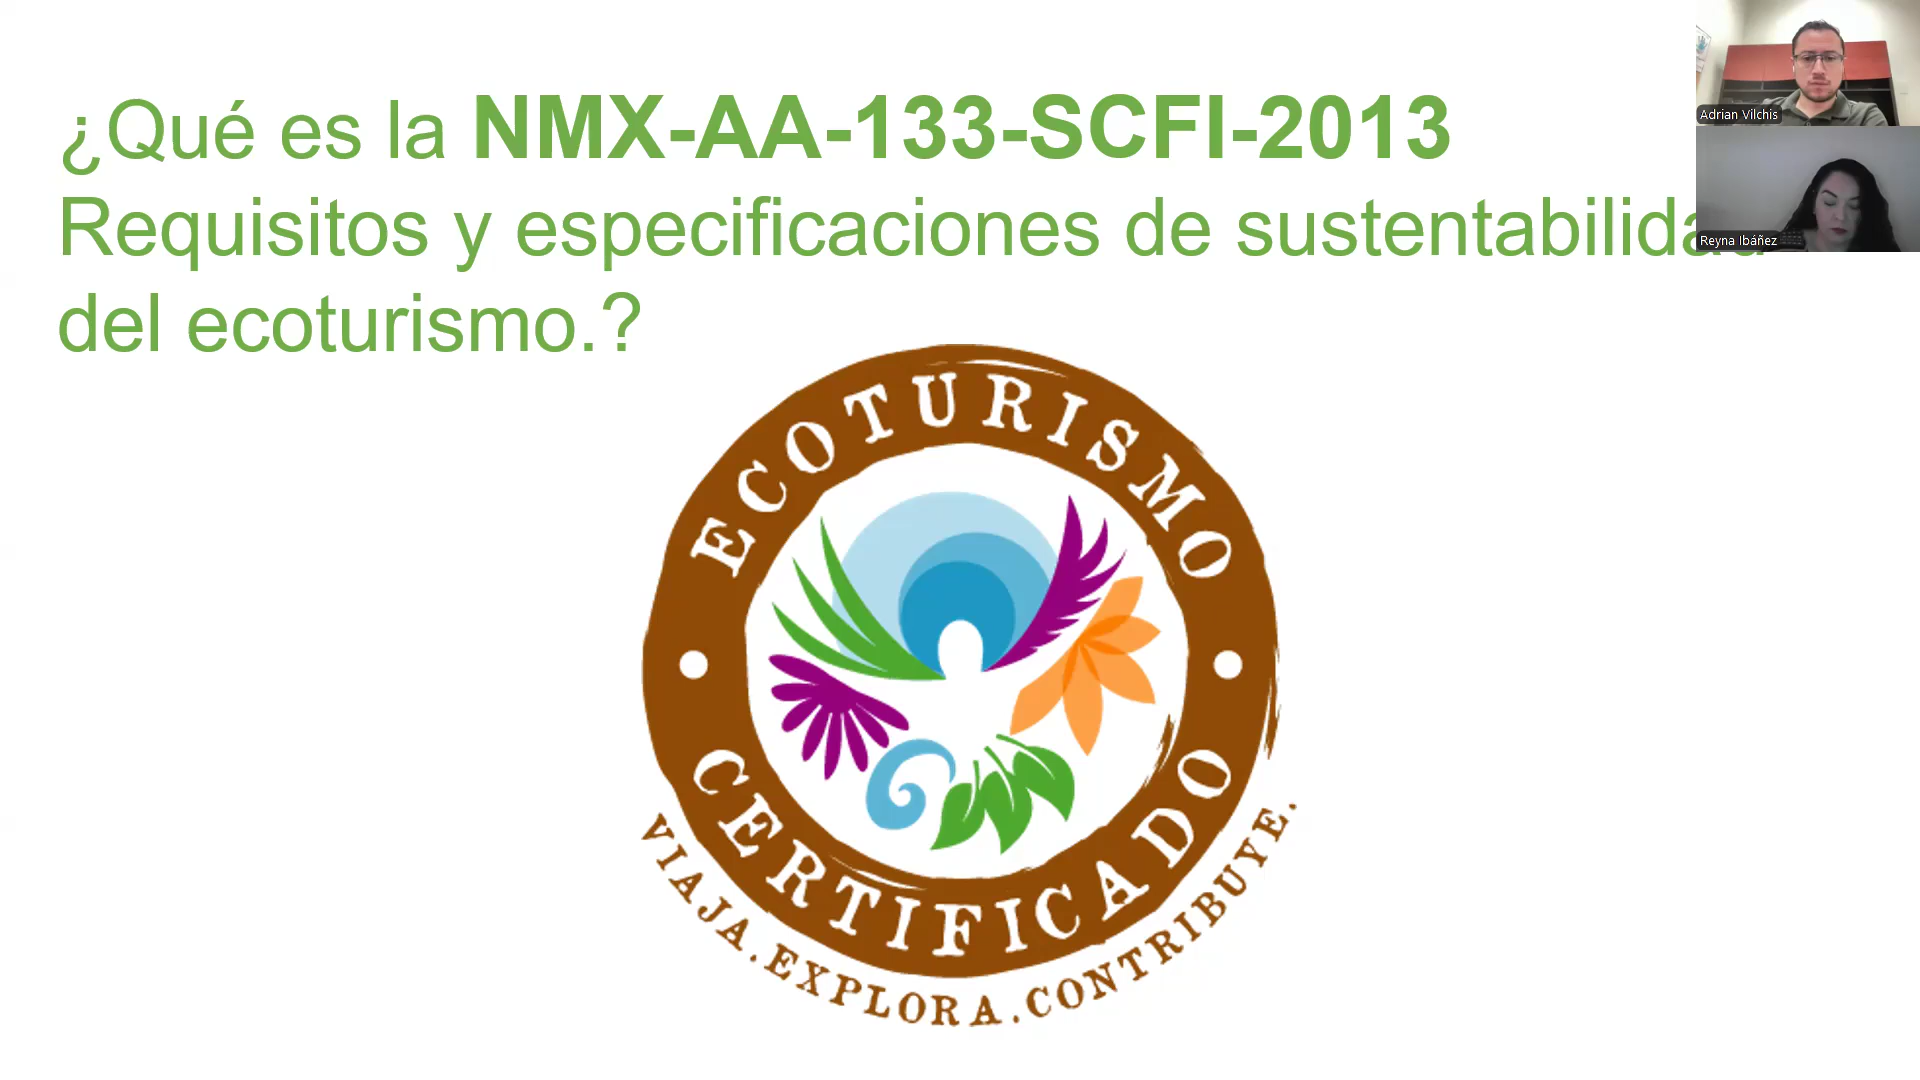 ¿Qué es la NMX-AA-133-SCFI-2013
Requisitos y especificaciones de sustentabilidad
del ecoturismo.?
ECOTURISMO
CERTIFICADO
VIAJA.EXPLORA.CONTRIBUYE.
Adrian Vilchis
Reyna Ibáñez